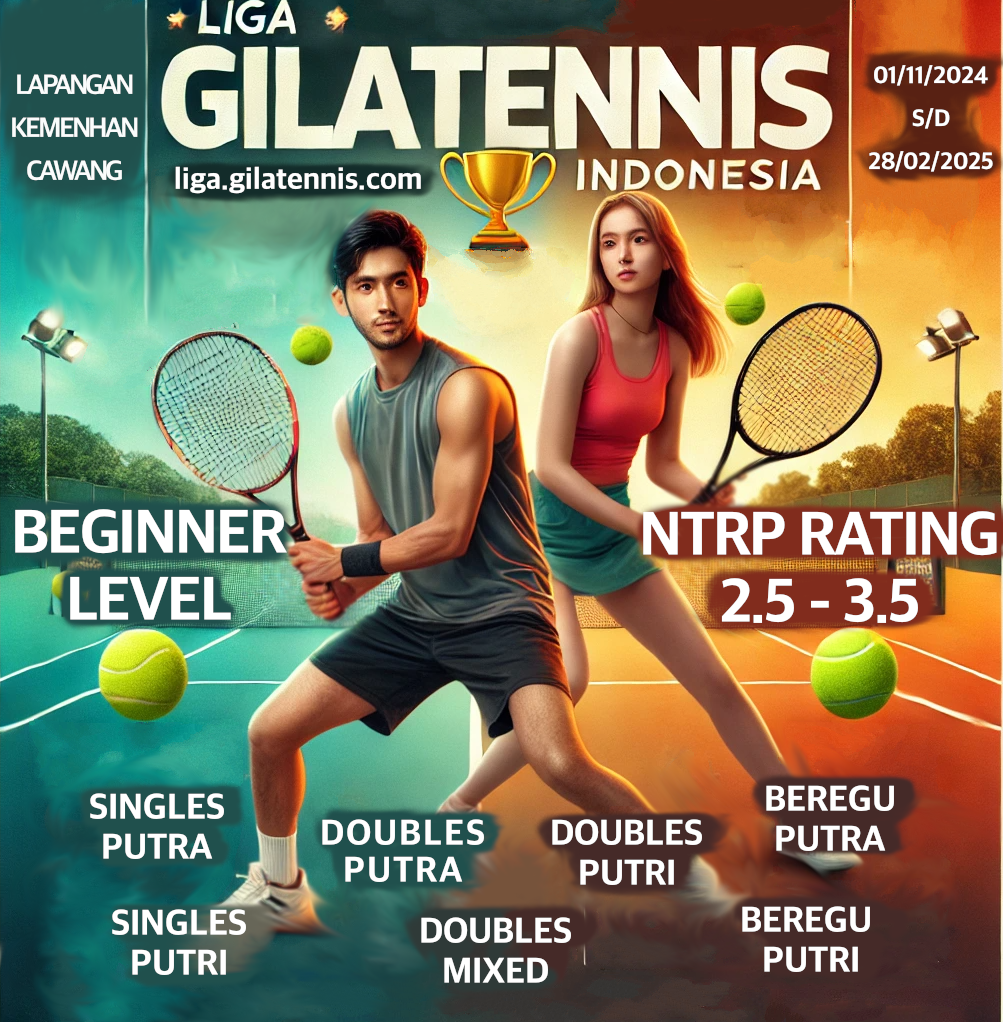 LIGA
GILATENNIS
INDONESIA
liga.gilatennis.com
LAPANGAN
KEMENHAN
CAWANG
01/11/2024
S/D
28/02/2025
BEGINNER
LEVEL
NTRP RATING
2.5 - 3.5
SINGLES
PUTRA
DOUBLES
PUTRA
DOUBLES
PUTRI
BEREGU
PUTRA
SINGLES
PUTRI
DOUBLES
MIXED
BEREGU
PUTRI